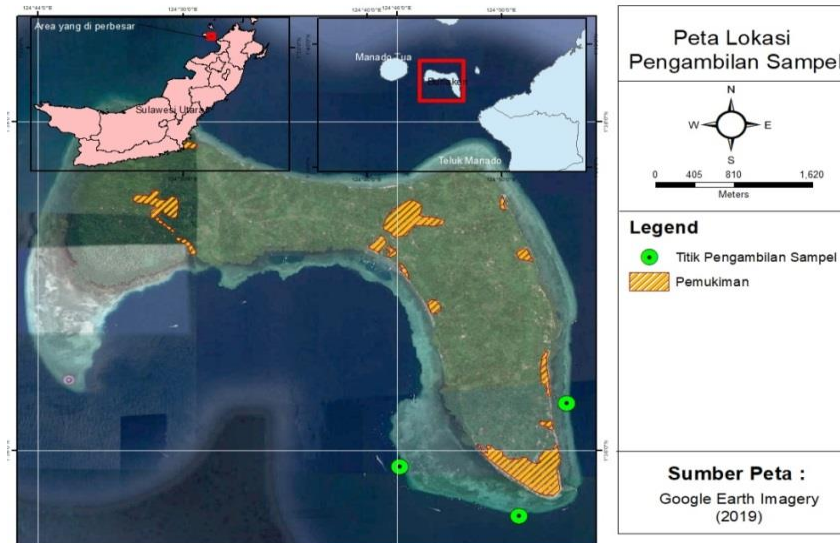 Area yang di perbesar
Sulawesi Utara
Manado Tua
Teluk Manado
Peta Lokasi
Pengambilan Sampel
N
W
E
S
0 405 810 1,620
Meters
Legend
Titik Pengambilan Sampel
Pemukiman
Sumber Peta :
Google Earth Imagery
(2019)